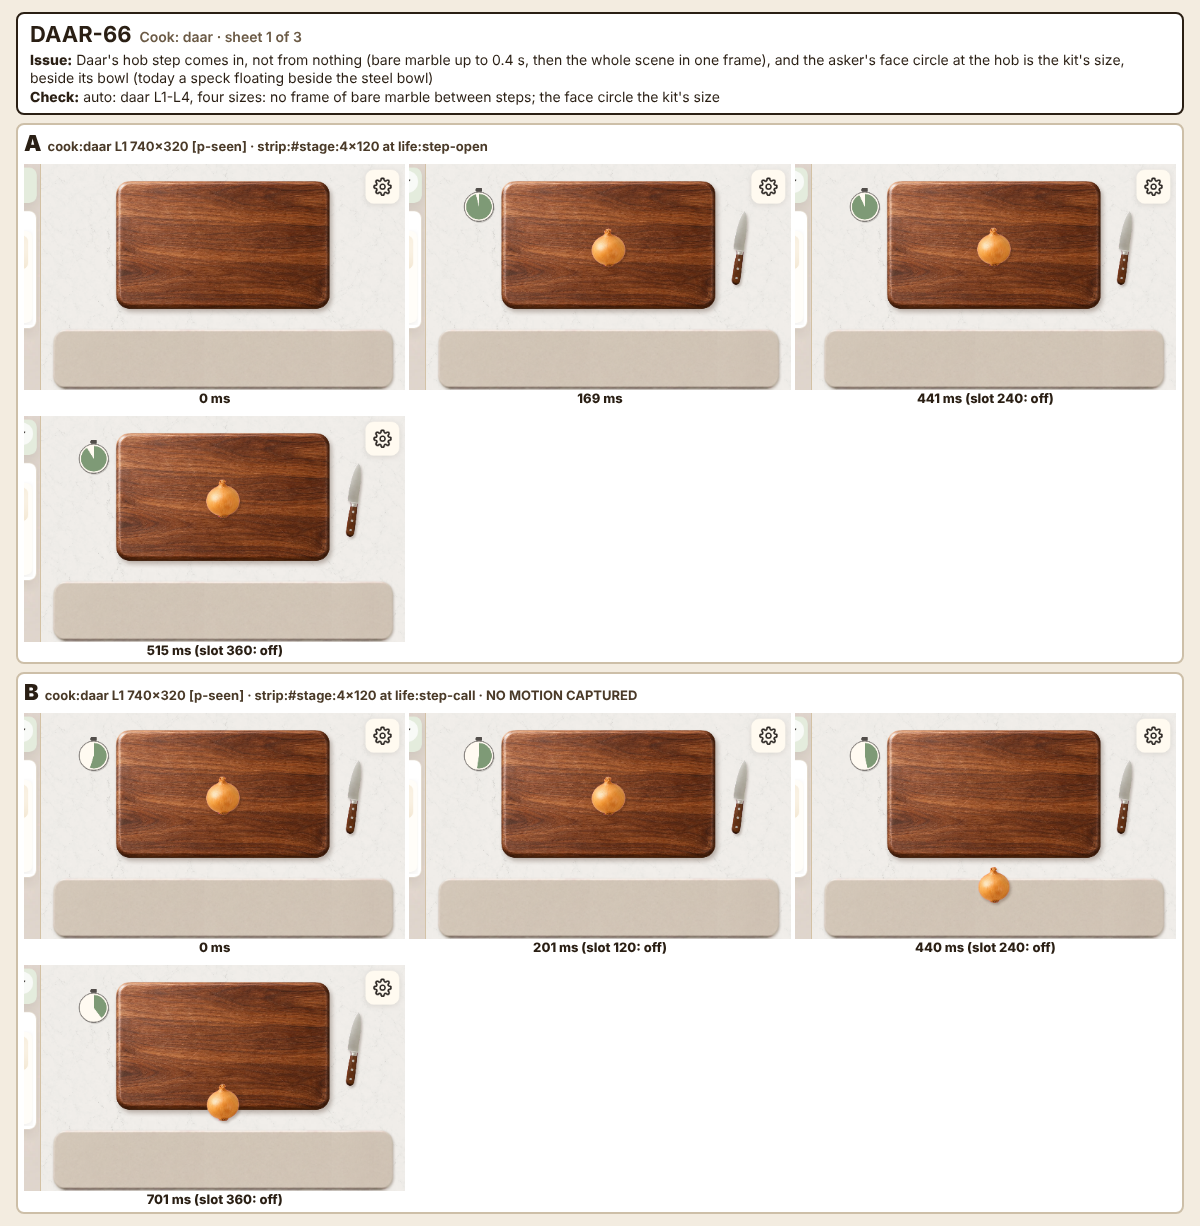 DAAR-66 Cook: daar · sheet 1 of 3
Issue: Daar's hob step comes in, not from nothing (bare marble up to 0.4 s, then the whole scene in one frame), and the asker's face circle at the hob is the kit's size,
beside its bowl (today a speck floating beside the steel bowl)
Check: auto: daar L1-L4, four sizes: no frame of bare marble between steps; the face circle the kit's size
A cook:daar L1 740×320 [p-seen] · strip:#stage:4×120 at life:step-open
0 ms
169 ms
441 ms (slot 240: off)
515 ms (slot 360: off)
B cook:daar L1 740×320 [p-seen] · strip:#stage:4×120 at life:step-call · NO MOTION CAPTURED
0 ms
201 ms (slot 120: off)
440 ms (slot 240: off)
701 ms (slot 360: off)